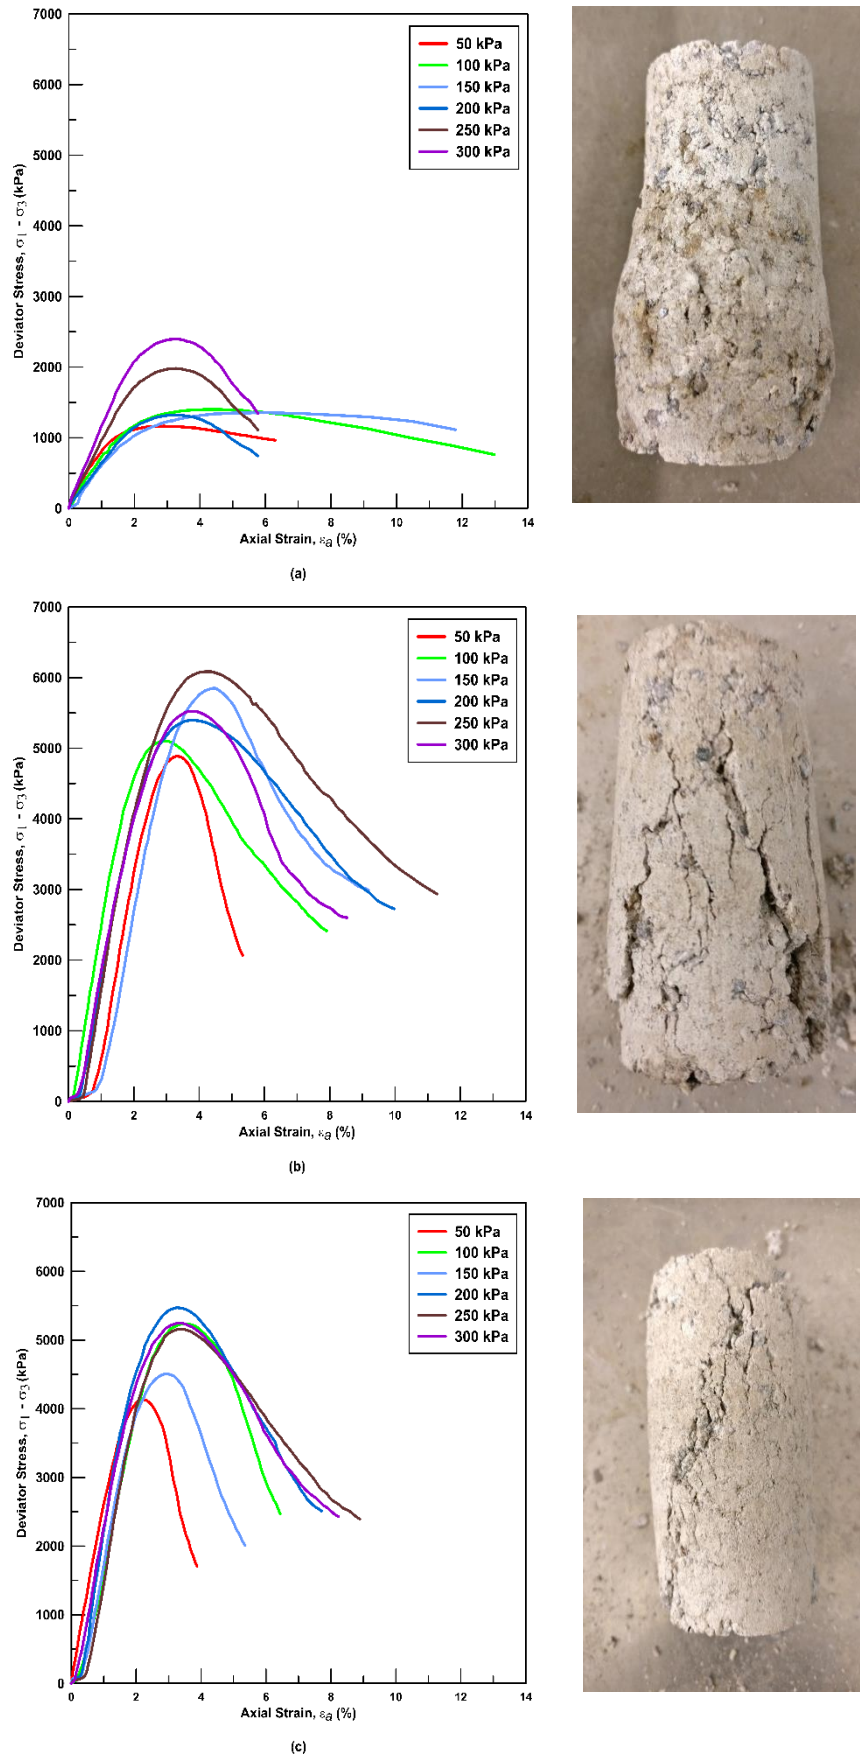 7000
6000
5000
4000
3000
2000
1000
0
Deviator Stress, σ1 - σ3 (kPa)
50 kPa
100 kPa
150 kPa
200 kPa
250 kPa
300 kPa
0 2 4 6 8 10 12 14
Axial Strain, εa (%)
(a)
7000
6000
5000
4000
3000
2000
1000
0
Deviator Stress, σ1 - σ3 (kPa)
50 kPa
100 kPa
150 kPa
200 kPa
250 kPa
300 kPa
0 2 4 6 8 10 12 14
Axial Strain, εa (%)
(b)
7000
6000
5000
4000
3000
2000
1000
0
Deviator Stress, σ1 - σ3 (kPa)
50 kPa
100 kPa
150 kPa
200 kPa
250 kPa
300 kPa
0 2 4 6 8 10 12 14
Axial Strain, εa (%)
(c)